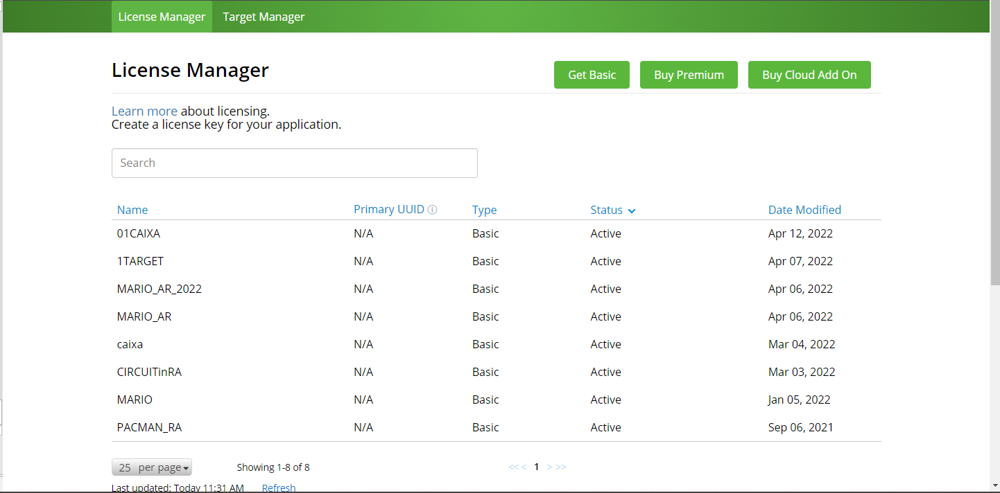 License Manager Target Manager
License Manager Get Basic Buy Premium Buy Cloud Add On
Learn more about licensing.
Create a license key for your application.
Search
Name Primary UUID Type Status Date Modified
01CAIXA N/A Basic Active Apr 12, 2022
1TARGET N/A Basic Active Apr 07, 2022
MARIO_AR_2022 N/A Basic Active Apr 06, 2022
MARIO_AR N/A Basic Active Apr 06, 2022
caixa N/A Basic Active Mar 04, 2022
CIRCUITinRA N/A Basic Active Mar 03, 2022
MARIO N/A Basic Active Jan 05, 2022
PACMAN_RA N/A Basic Active Sep 06, 2021
25 per page Showing 1-8 of 8 << < 1 > >>
Last updated: Today 11:31 AM Refresh